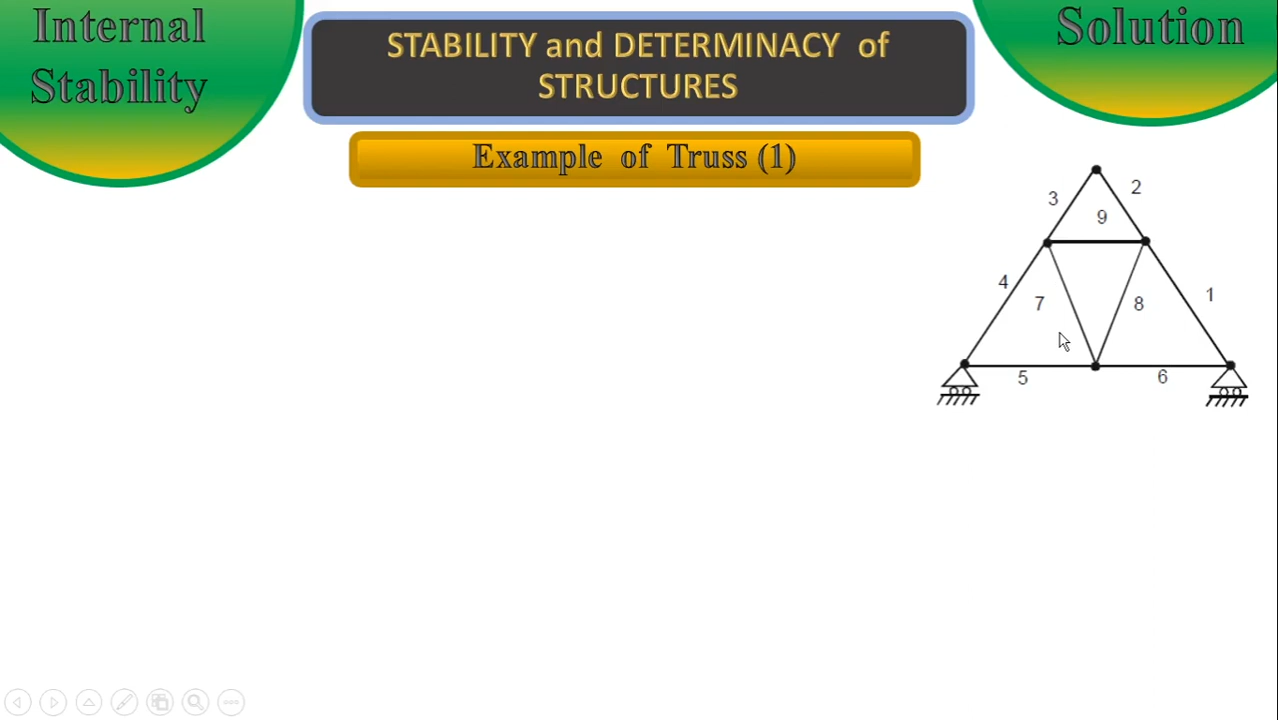 Internal
Stability
STABILITY and DETERMINACY of
STRUCTURES
Solution
Example of Truss (1)
3
2
9
4
7
8
1
5
6